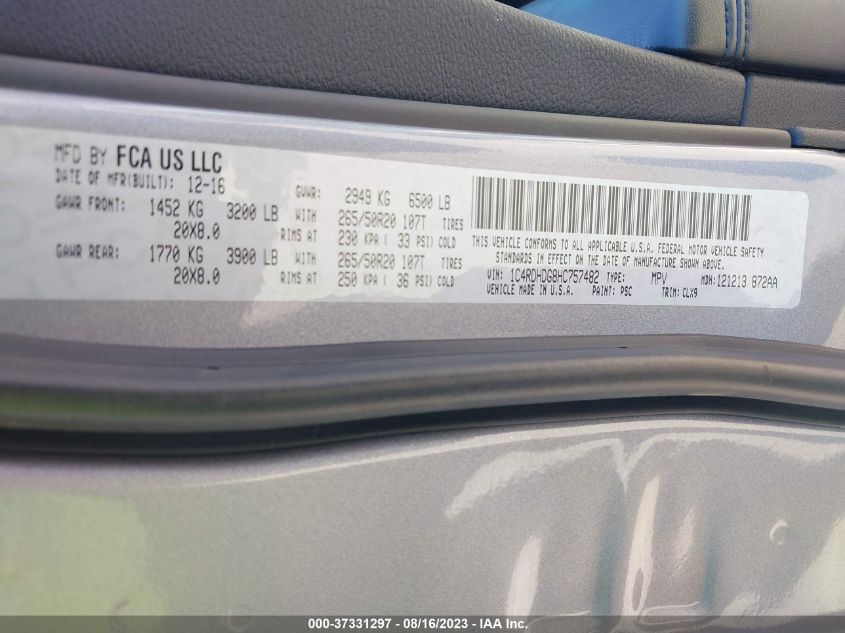 MFD BY FCA US LLC
DATE OF MFR(BUILT): 12-16 GVWR: 2949 KG 6500 LB
GAWR FRONT: 1452 KG 3200 LB WITH 265/50R20 107T TIRES
20X8.0 RIMS AT 230 KPA ( 33 PSI) COLD
GAWR REAR: 1770 KG 3900 LB WITH 265/50R20 107T TIRES
20X8.0 RIMS AT 250 KPA ( 36 PSI) COLD
THIS VEHICLE CONFORMS TO ALL APPLICABLE U.S.A. FEDERAL MOTOR VEHICLE SAFETY
STANDARDS IN EFFECT ON THE DATE OF MANUFACTURE SHOWN ABOVE.
VIN: 1C4RDHDG8HC757482 TYPE: MPV MDH:121213 872AA
VEHICLE MADE IN U.S.A. PAINT: PSC TRIM: CLX9
000-37331297 - 08/16/2023 - IAA Inc.